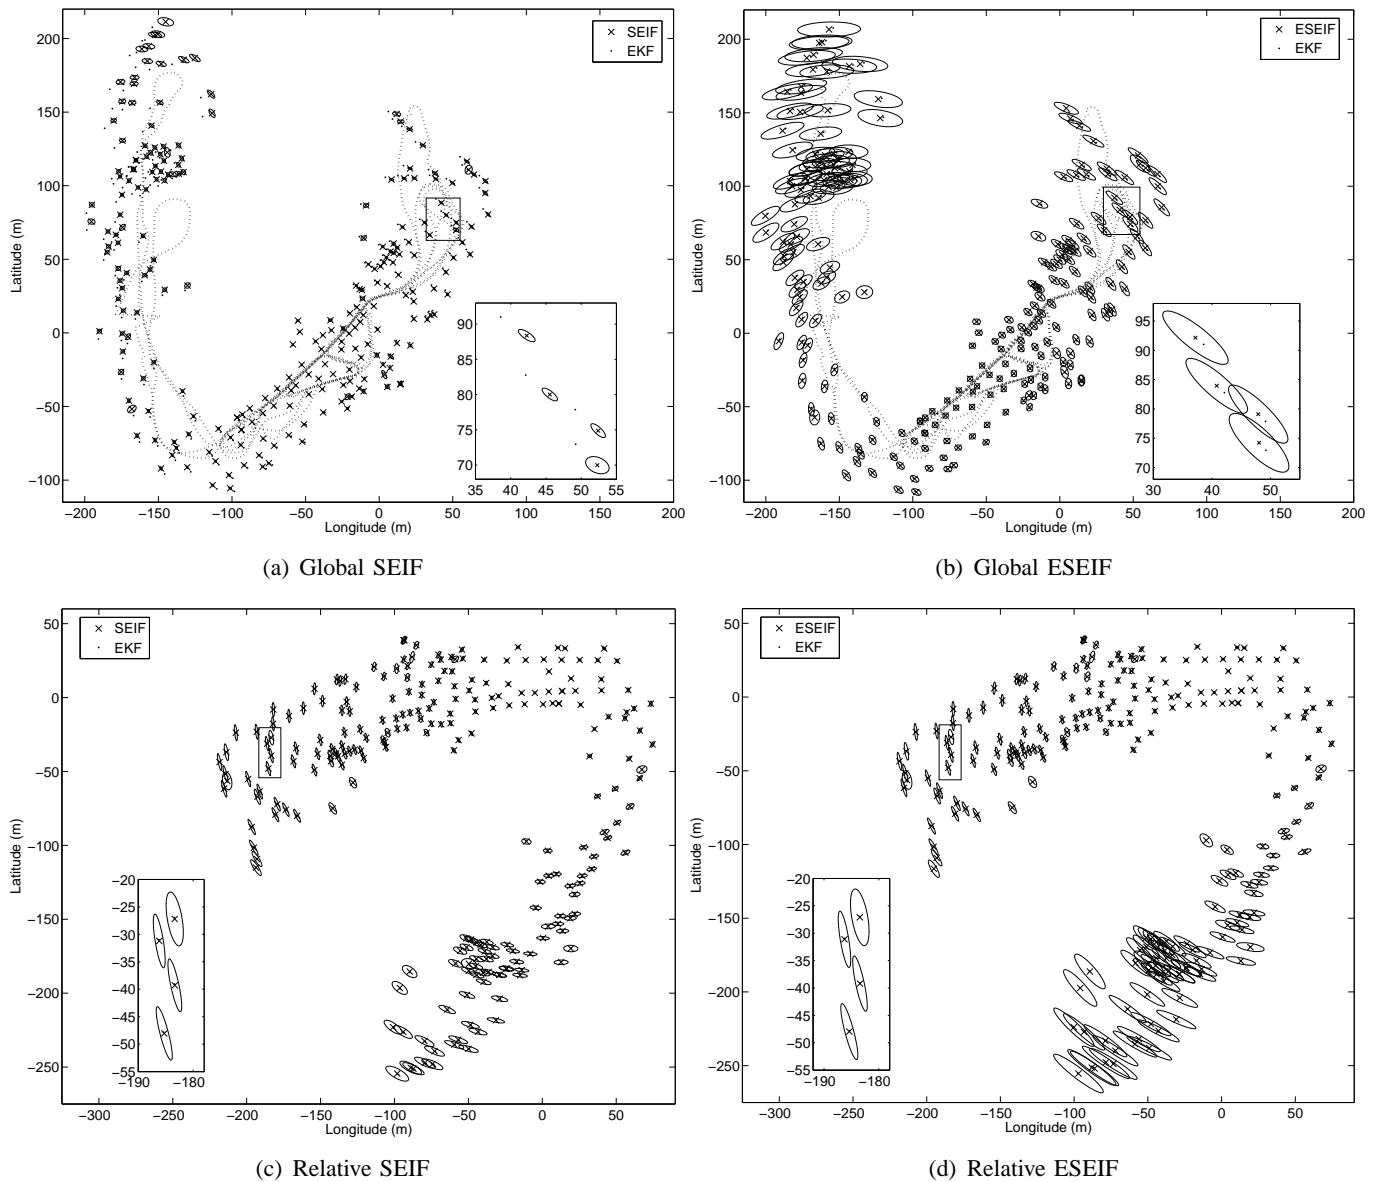 200
150
100
50
0
−50
−100
Latitude (m)
−200 −150 −100 −50 0 50 100 150 200
Longitude (m)
SEIF
EKF
90
85
80
75
70
35 40 45 50 55
(a) Global SEIF
200
150
100
50
0
−50
−100
Latitude (m)
−200 −150 −100 −50 0 50 100 150 200
Longitude (m)
ESEIF
EKF
95
90
85
80
75
70
30 40 50
(b) Global ESEIF
50
0
−50
−100
−150
−200
−250
Latitude (m)
−300 −250 −200 −150 −100 −50 0 50
Longitude (m)
SEIF
EKF
−20
−25
−30
−35
−40
−45
−50
−55
−190 −180
(c) Relative SEIF
50
0
−50
−100
−150
−200
−250
Latitude (m)
−300 −250 −200 −150 −100 −50 0 50
Longitude (m)
ESEIF
EKF
−20
−25
−30
−35
−40
−45
−50
−55
−190 −180
(d) Relative ESEIF